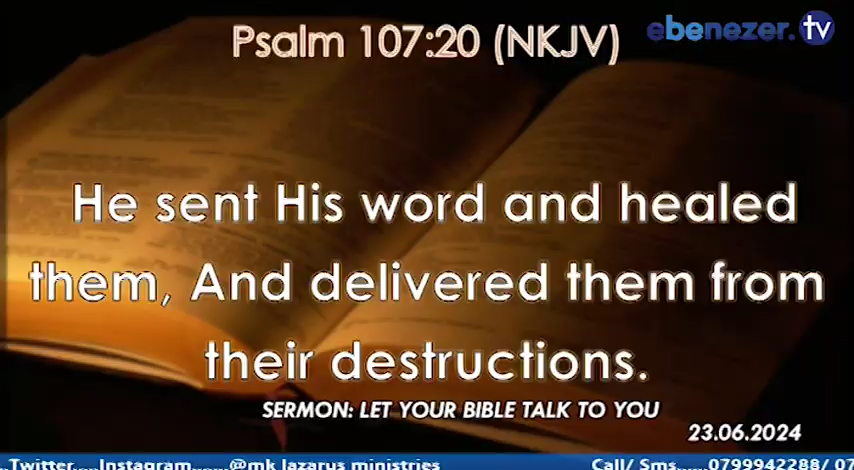 Psalm 107:20 (NKJV)
ebenezer.tv
He sent His word and healed
them, And delivered them from
their destructions.
SERMON: LET YOUR BIBLE TALK TO YOU
23.06.2024
Twitter.....Instagram......@mk lazarus ministries
Call/ Sms.....0799942288/ 07